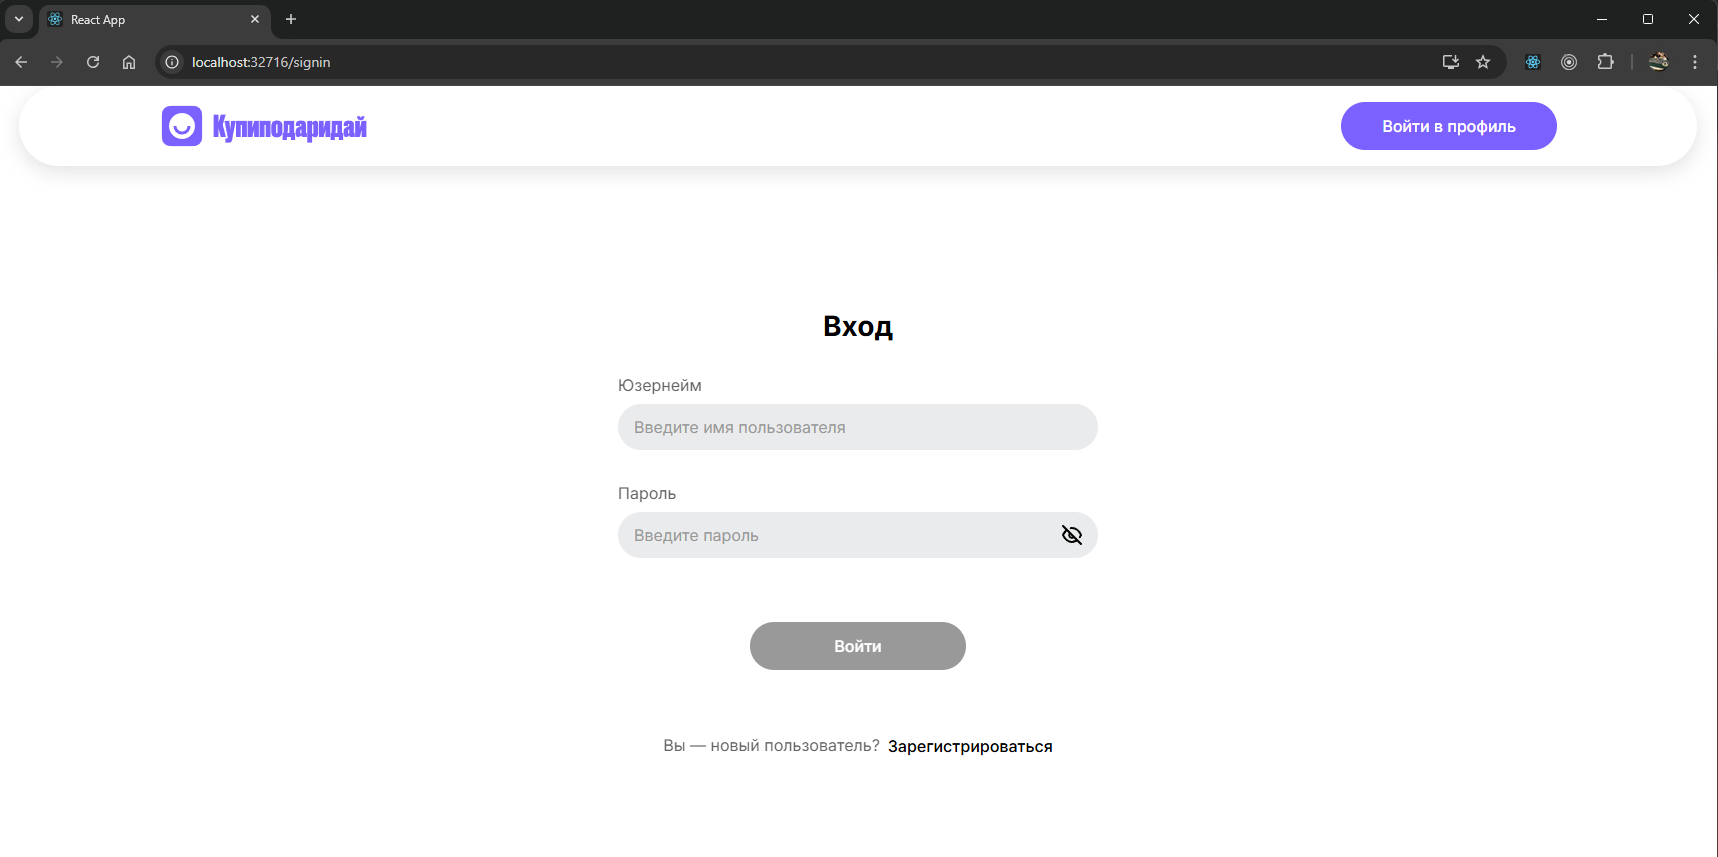 React App
localhost:32716/signin
Купиподаридай
Войти в профиль
Вход
Юзернейм
Введите имя пользователя
Пароль
Введите пароль
Войти
Вы — новый пользователь? Зарегистрироваться